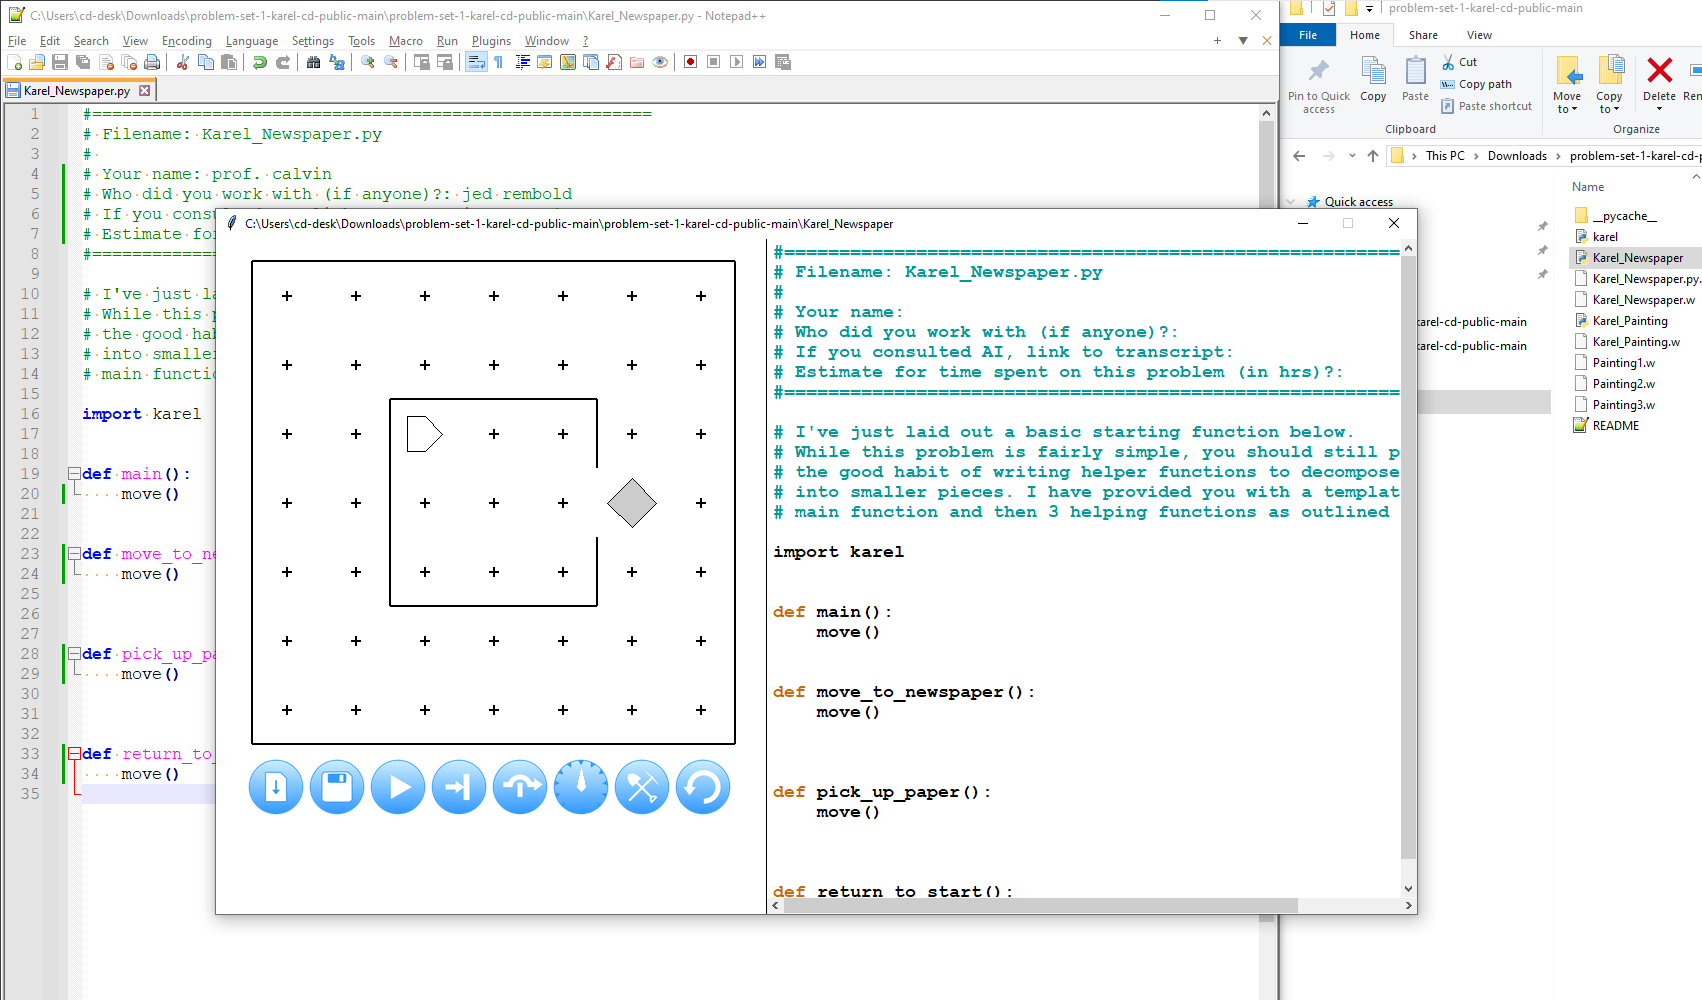 C:\Users\cd-desk\Downloads\problem-set-1-karel-cd-public-main\problem-set-1-karel-cd-public-main\Karel_Newspaper.py - Notepad++
File Edit Search View Encoding Language Settings Tools Macro Run Plugins Window ?
Karel_Newspaper.py
1 #========================================================
2 # Filename: Karel_Newspaper.py
3 #
4 # Your name: prof. calvin
5 # Who did you work with (if anyone)?: jed rembold
6 # If you
7 # Estimate
8 #=============
9
10 # I've just
11 # While this
12 # the good
13 # into smaller
14 # main
15
16 import karel
17
18
19 def main():
20 move()
21
22
23 def
24 move()
25
26
27
28 def
29 move()
30
31
32
33 def
34 move()
35
C:\Users\cd-desk\Downloads\problem-set-1-karel-cd-public-main\problem-set-1-karel-cd-public-main\Karel_Newspaper
#========================================================
# Filename: Karel_Newspaper.py
#
# Your name:
# Who did you work with (if anyone)?:
# If you consulted AI, link to transcript:
# Estimate for time spent on this problem (in hrs)?:
#========================================================
# I've just laid out a basic starting function below.
# While this problem is fairly simple, you should still p
# the good habit of writing helper functions to decompose
# into smaller pieces. I have provided you with a templat
# main function and then 3 helping functions as outlined
import karel
def main():
move()
def move_to_newspaper():
move()
def pick_up_paper():
move()
def return_to_start():
problem-set-1-karel-cd-public-main
File Home Share View
Pin to Quick access
Copy
Paste
Cut
Copy path
Paste shortcut
Clipboard
Move to
Copy to
Delete
Organize
This PC > Downloads > problem-set-1-karel-cd-p
Quick access
karel-cd-public-main
karel-cd-public-main
Name
__pycache__
karel
Karel_Newspaper
Karel_Newspaper.py.
Karel_Newspaper.w
Karel_Painting
Karel_Painting.w
Painting1.w
Painting2.w
Painting3.w
README